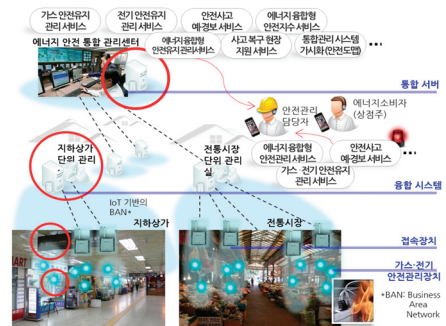 가스 안전유지
관리 서비스
전기 안전유지
관리 서비스
안전사고
예·경보 서비스
에너지 융합형
안전지수 서비스
에너지 안전 통합 관리센터
에너지 융합형
안전유지 관리서비스
사고 복구 현장
지원 서비스
통합관리 시스템
가시화(안전도맵)
...
통합 서버
안전관리
담당자
에너지소비자
(상점주)
지하상가
단위 관리
전통시장
단위 관리
실
에너지 융합형
안전관리 서비스
안전사고
예보경보 서비스
...
가스·전기 안전유지
관리 서비스
융합 시스템
IoT 기반의
BAN*
지하상가
전통시장
접속장치
가스·전기
안전관리장치
*BAN: Business
Area
Network